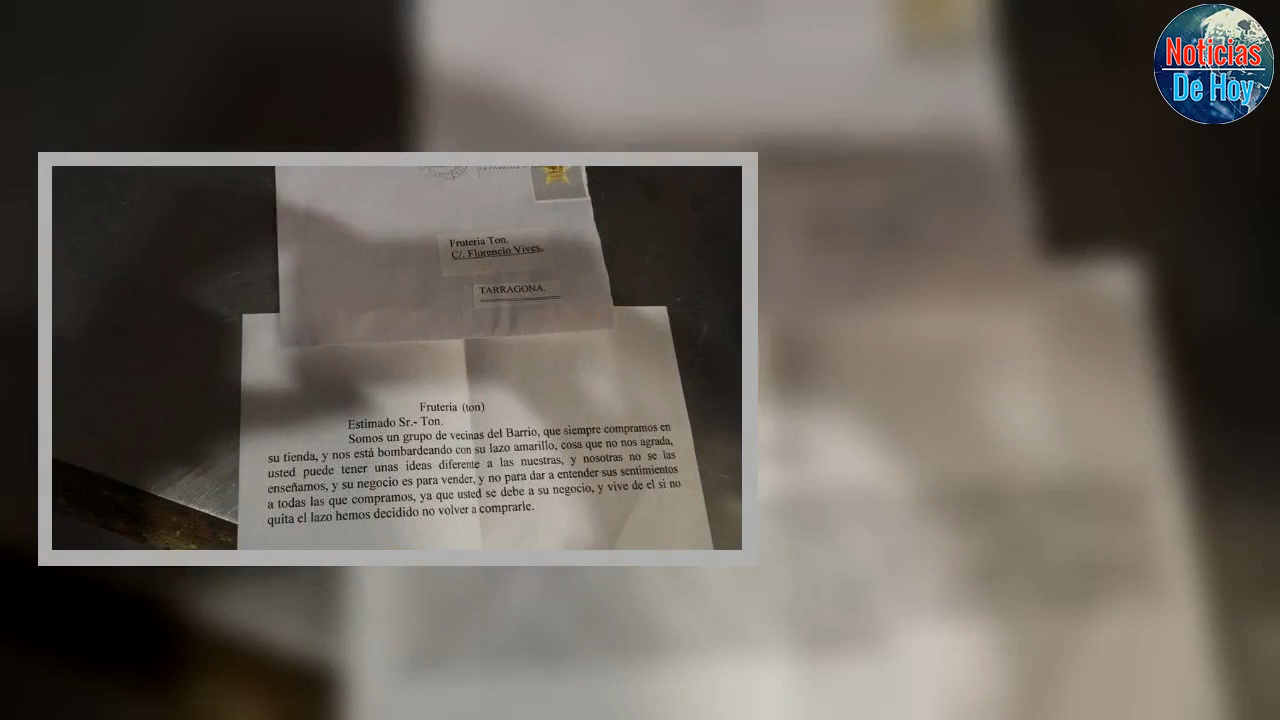 Noticias
De Hoy
Fruteria Ton.
C/. Florencio Vives.
TARRAGONA.
Frutería (ton)
Estimado Sr.- Ton.
Somos un grupo de vecinas del Barrio, que siempre compramos en
su tienda, y nos está bombardeando con su lazo amarillo, cosa que no nos agrada,
usted puede tener unas ideas diferente a las nuestras, y nosotras no se las
enseñamos, y su negocio es para vender, y no para dar a entender sus sentimientos
a todas las que compramos, ya que usted se debe a su negocio, y vive de el si no
quita el lazo hemos decidido no volver a comprarle.